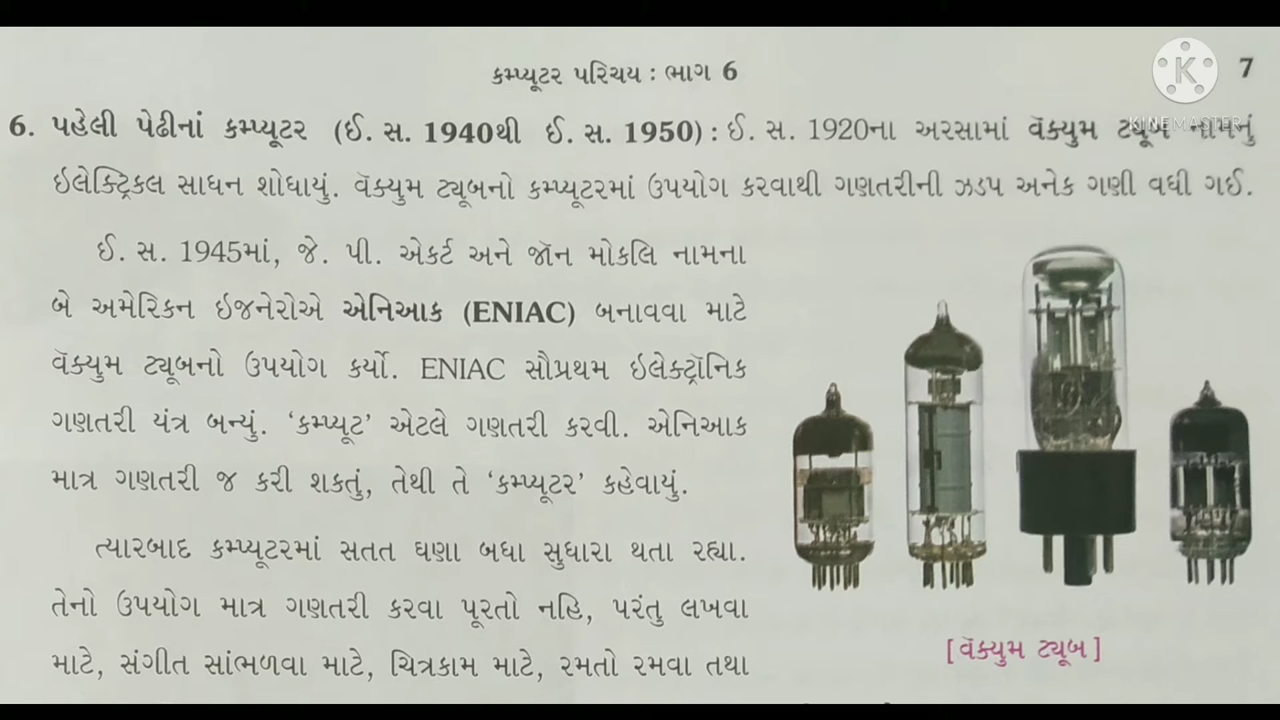 કમ્પ્યૂટર પરિચય : ભાગ 6
7
KINEMASTER
6. પહેલી પેઢીનાં કમ્પ્યૂટર (ઈ. સ. 1940થી ઈ. સ. 1950) : ઈ. સ. 1920ના અરસામાં વૅક્યુમ ટ્યૂબ નામનું
ઇલેક્ટ્રિકલ સાધન શોધાયું. વૅક્યુમ ટ્યૂબનો કમ્પ્યૂટરમાં ઉપયોગ કરવાથી ગણતરીની ઝડપ અનેક ગણી વધી ગઈ.
ઈ. સ. 1945માં, જે. પી. એકર્ટ અને જૉન મોકલિ નામના
બે અમેરિકન ઇજનેરોએ એનિઆક (ENIAC) બનાવવા માટે
વૅક્યુમ ટ્યૂબનો ઉપયોગ કર્યો. ENIAC સૌપ્રથમ ઇલેક્ટ્રૉનિક
ગણતરી યંત્ર બન્યું. ‘કમ્પ્યૂટ’ એટલે ગણતરી કરવી. એનિઆક
માત્ર ગણતરી જ કરી શકતું, તેથી તે ‘કમ્પ્યૂટર’ કહેવાયું.
ત્યારબાદ કમ્પ્યૂટરમાં સતત ઘણા બધા સુધારા થતા રહ્યા.
તેનો ઉપયોગ માત્ર ગણતરી કરવા પૂરતો નહિ, પરંતુ લખવા
માટે, સંગીત સાંભળવા માટે, ચિત્રકામ માટે, રમતો રમવા તથા
[વૅક્યુમ ટ્યૂબ]